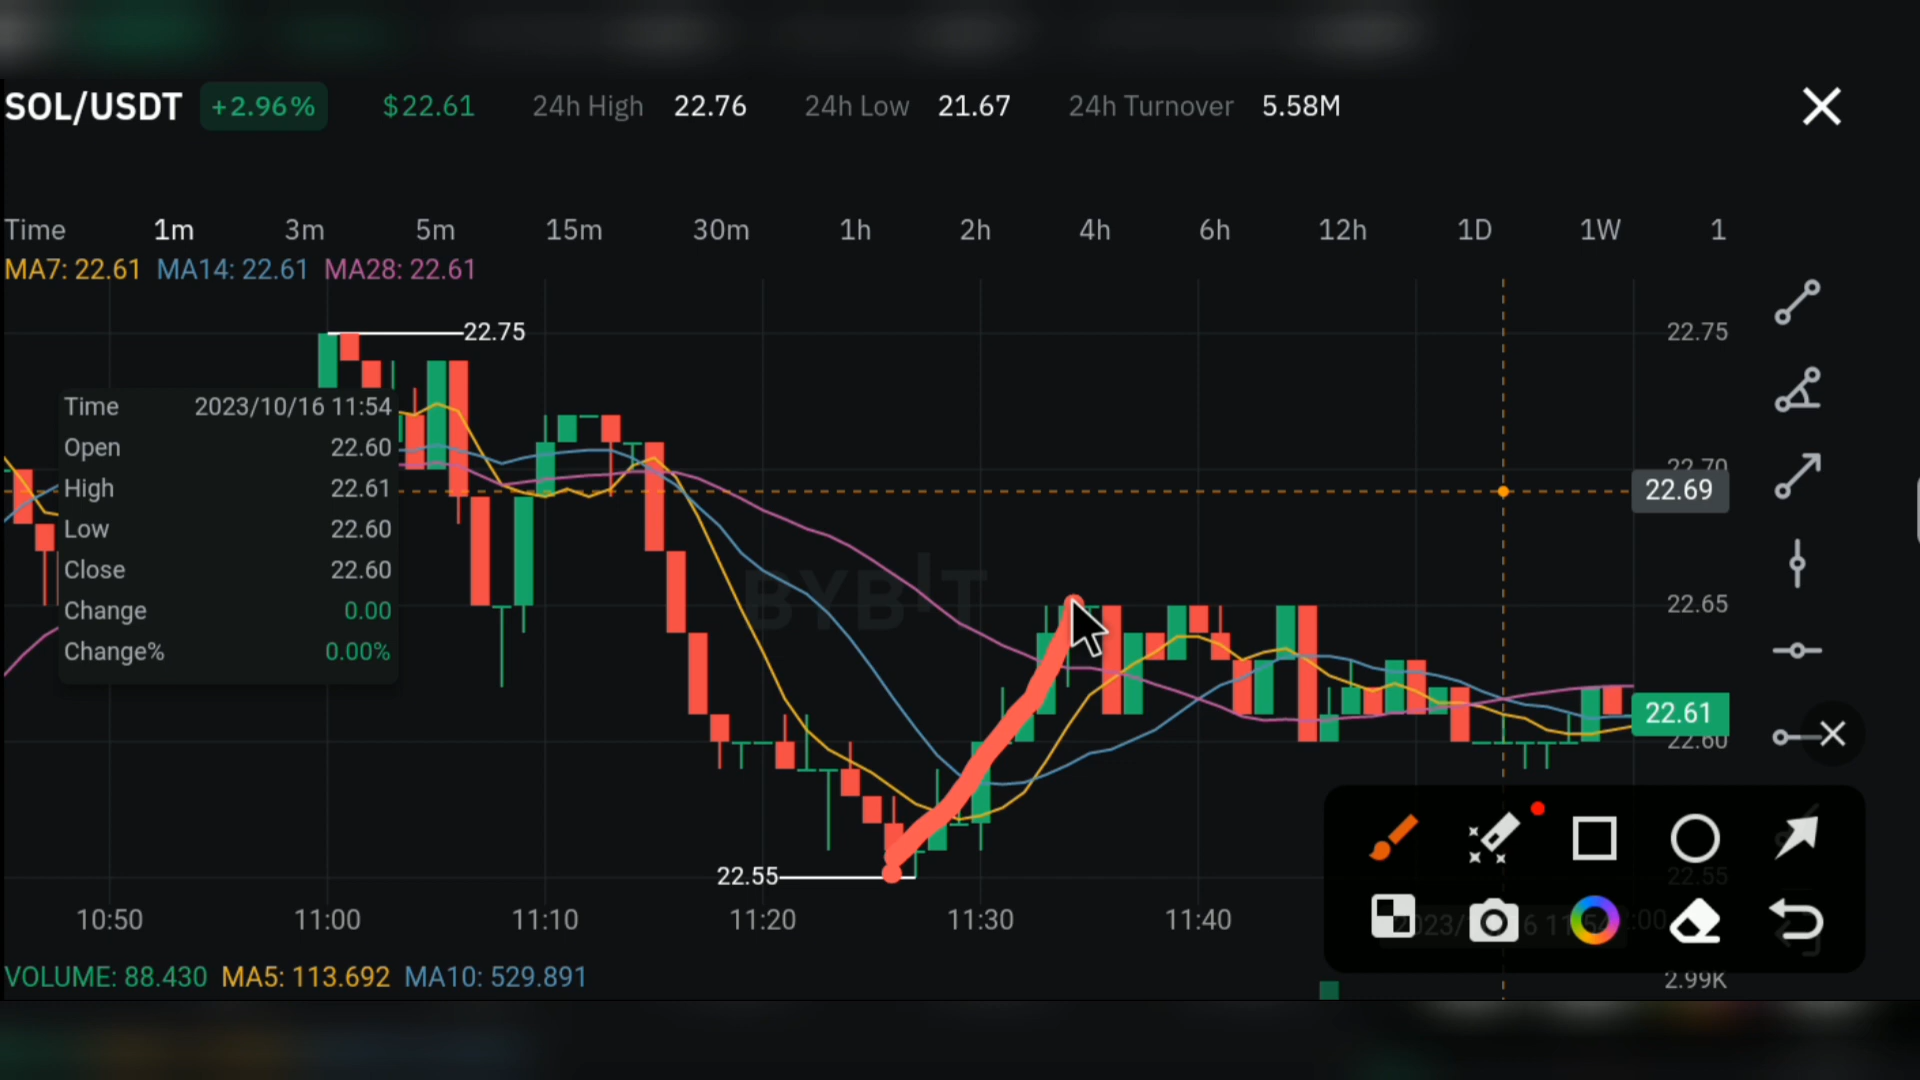 SOL/USDT +2.96% $22.61 24h High 22.76 24h Low 21.67 24h Turnover 5.58M
Time 1m 3m 5m 15m 30m 1h 2h 4h 6h 12h 1D 1W 1
MA7: 22.61 MA14: 22.61 MA28: 22.61
22.75 22.75
Time 2023/10/16 11:54
Open 22.60
High 22.61
Low 22.60
Close 22.60
Change 0.00
Change% 0.00%
22.70
22.69
BYBIT
22.65
22.61
22.60
22.55 22.55
10:50 11:00 11:10 11:20 11:30 11:40
VOLUME: 88.430 MA5: 113.692 MA10: 529.891
2.99K